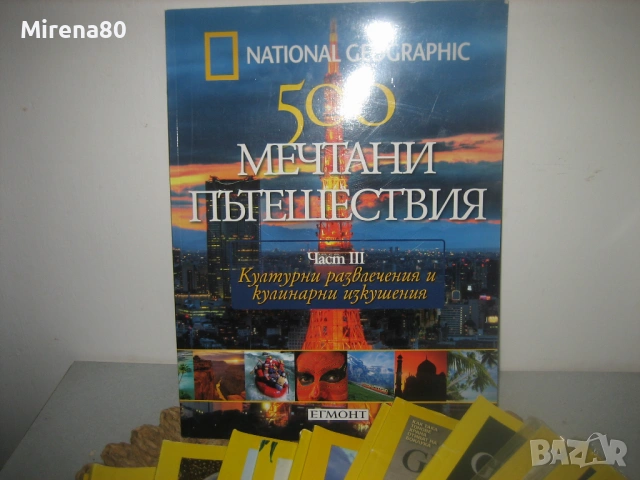 Mirena80
NATIONAL GEOGRAPHIC
500
МЕЧТАНИ
ПЪТЕШЕСТВИЯ
Част III
Културни развлечения и
кулинарни изкушения
ЕГМОНТ
BAZAR